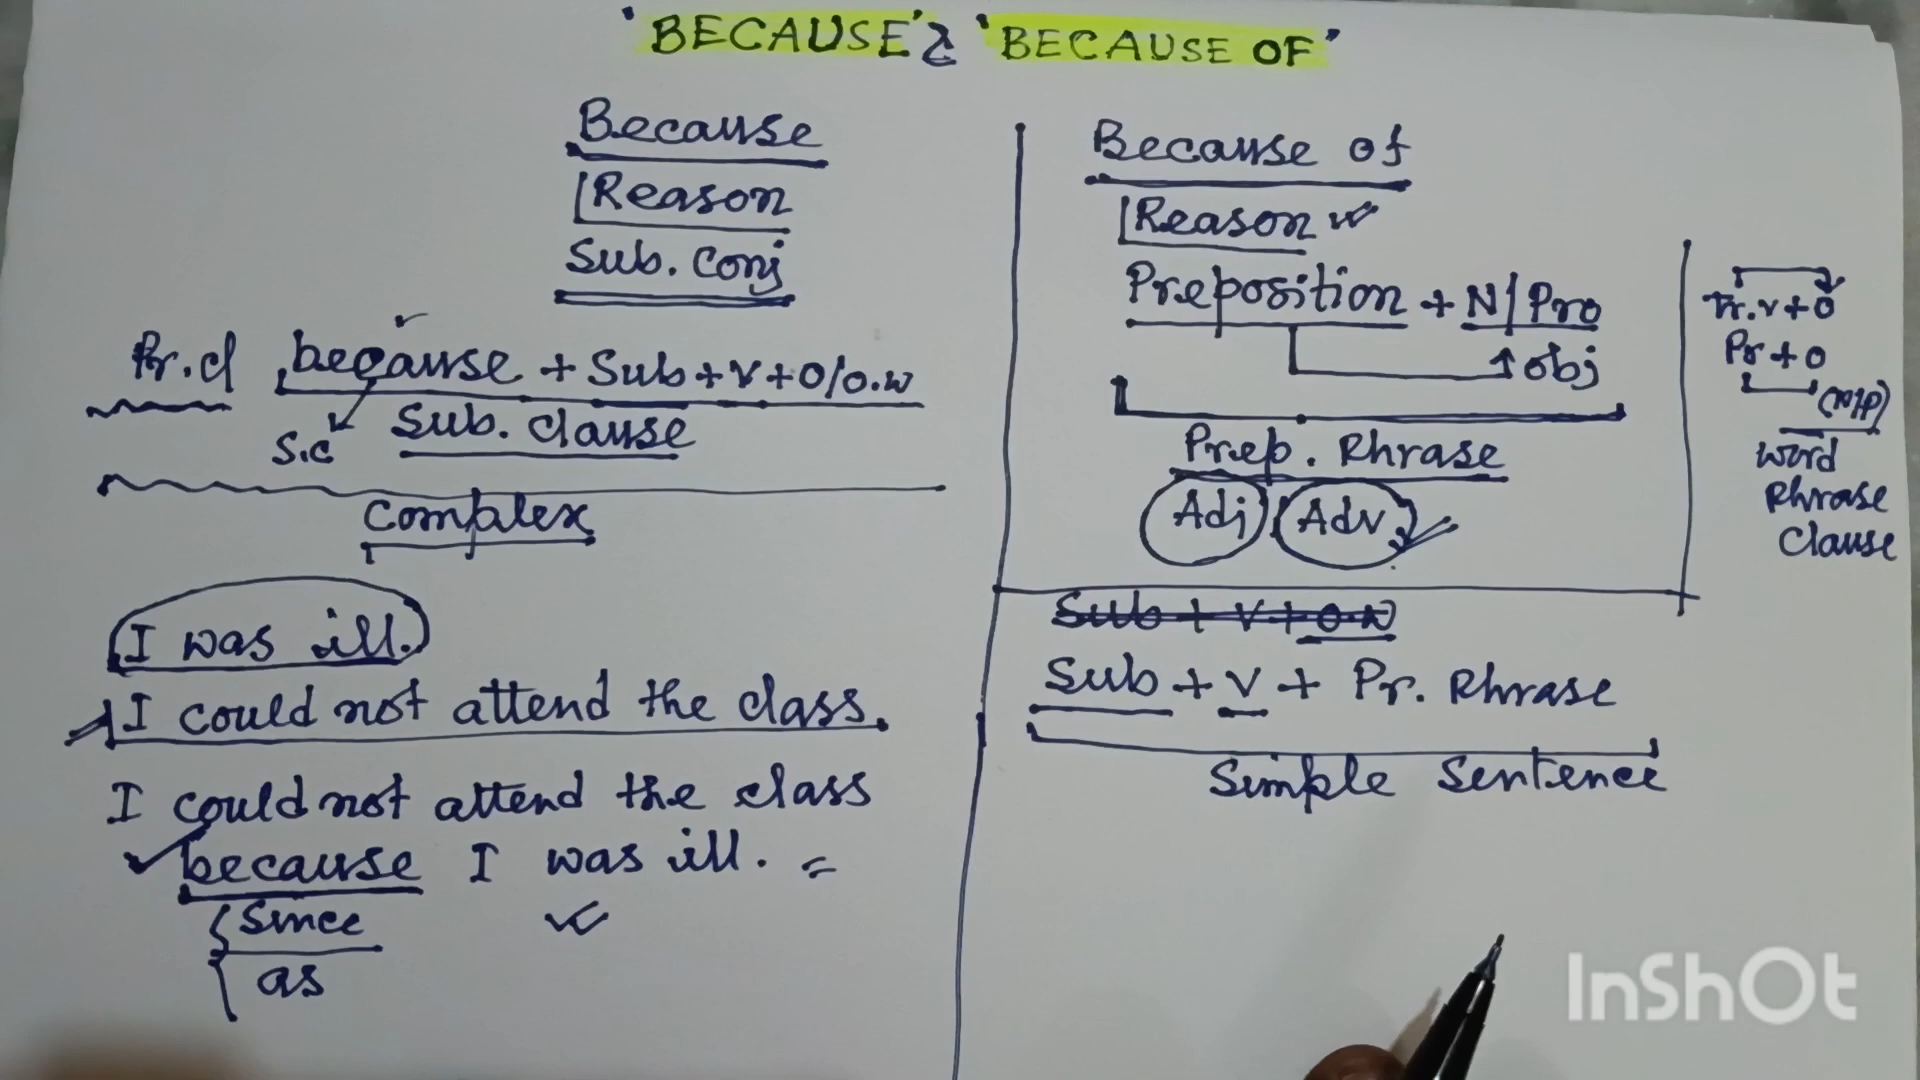 'BECAUSE' & 'BECAUSE OF'
Because
Reason
Sub. Conj
Pr.cl because + Sub + V + O/O.W
S.C Sub. Clause
Complex
I was ill.
I could not attend the class.
I could not attend the class
because I was ill. =
Since
as
Because of
Reason
Preposition + N/Pro
obj
Prep. Phrase
Adj Adv
Sub + V + O.W
Sub + V + Pr. Phrase
Simple Sentence
Tr.V + O
Pr + O
(N/P)
word
Phrase
Clause
InShOt